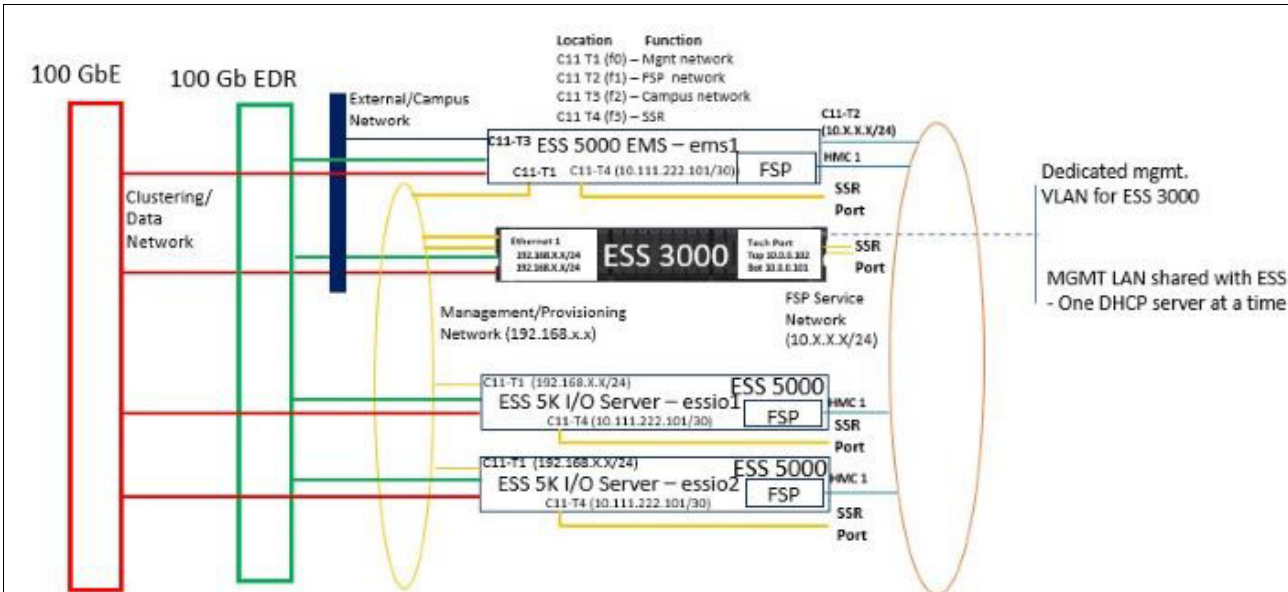 Location Function
C11 T1 (f0) – Mgnt network
C11 T2 (f1) – FSP network
C11 T3 (f2) – Campus network
C11 T4 (f3) – SSR
100 GbE
100 Gb EDR
External/Campus
Network
C11-T2
(10.X.X.X/24)
C11-T3 ESS 5000 EMS – ems1
C11-T1 C11-T4 (10.111.222.101/30)
FSP
HMC 1
SSR
Port
Dedicated mgmt.
VLAN for ESS 3000
Clustering/
Data
Network
Ethernet 1
192.168.X.X/24
192.168.X.X/24
ESS 3000
Tech Port
Top 10.0.0.102
Bot 10.0.0.101
SSR
Port
MGMT LAN shared with ESS
- One DHCP server at a time
Management/Provisioning
Network (192.168.x.x)
FSP Service
Network
(10.X.X.X/24)
C11-T1 (192.168.X.X/24) ESS 5000
ESS 5K I/O Server – essio1
C11-T4 (10.111.222.101/30)
FSP
HMC 1
SSR
Port
C11-T1 (192.168.X.X/24) ESS 5000
ESS 5K I/O Server – essio2
C11-T4 (10.111.222.101/30)
FSP
HMC 1
SSR
Port